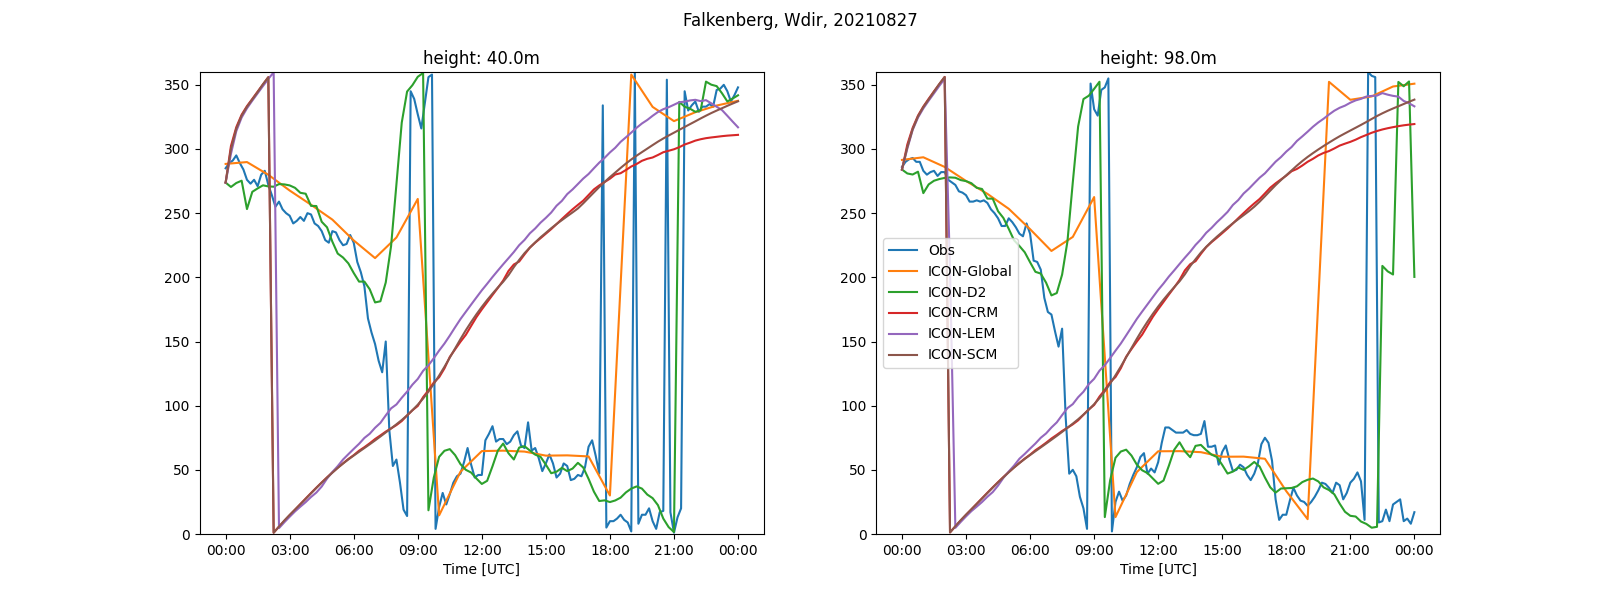 Falkenberg, Wdir, 20210827
height: 40.0m
350
300
250
200
150
100
50
0
00:00 03:00 06:00 09:00 12:00 15:00 18:00 21:00 00:00
Time [UTC]
height: 98.0m
350
300
250
200
150
100
50
0
Obs
ICON-Global
ICON-D2
ICON-CRM
ICON-LEM
ICON-SCM
00:00 03:00 06:00 09:00 12:00 15:00 18:00 21:00 00:00
Time [UTC]